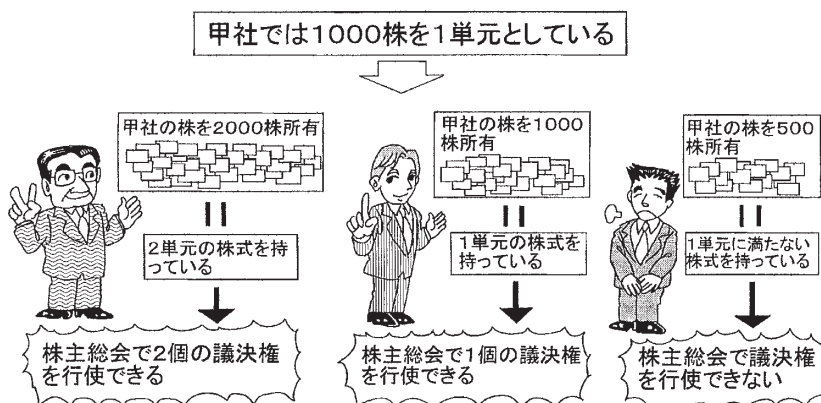 甲社では1000株を1単元としている
甲社の株を2000株所有
2単元の株式を持
っている
株主総会で2個の議決権
を行使できる
甲社の株を1000
株所有
1単元の株式を
持っている
株主総会で1個の議決権
を行使できる
甲社の株を500
株所有
1単元に満たない
株式を持っている
株主総会で議決権
を行使できない